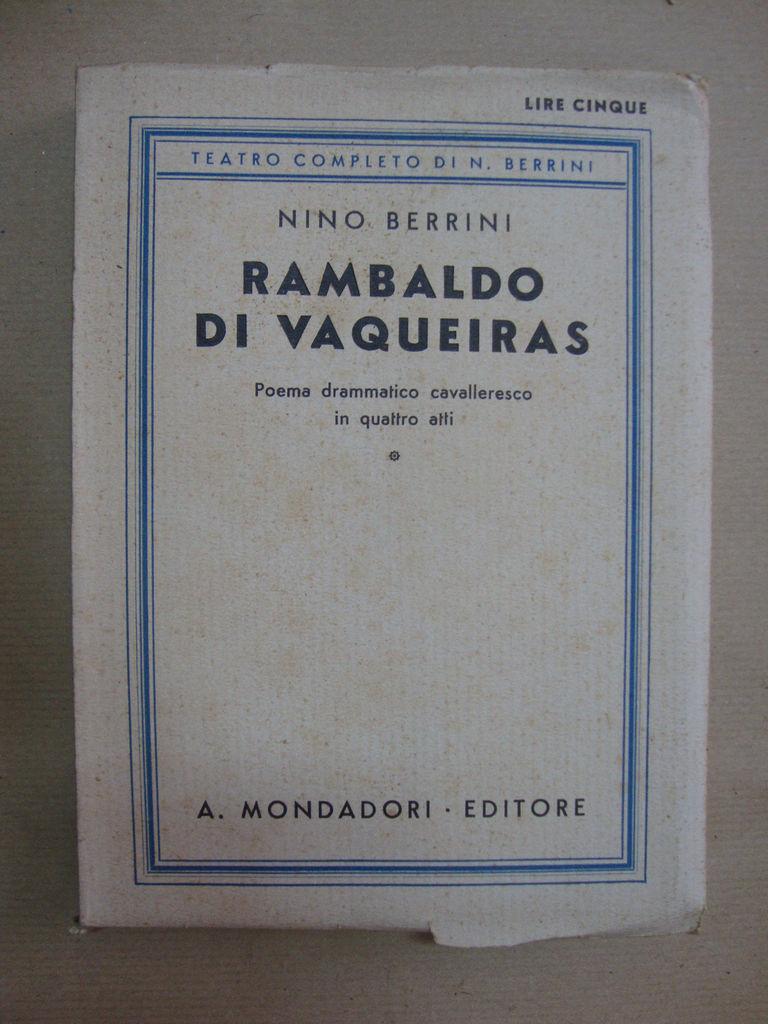 LIRE CINQUE
TEATRO COMPLETO DI N. BERRINI
NINO BERRINI
RAMBALDO
DI VAQUEIRAS
Poema drammatico cavalleresco
in quattro atti
A. MONDADORI · EDITORE